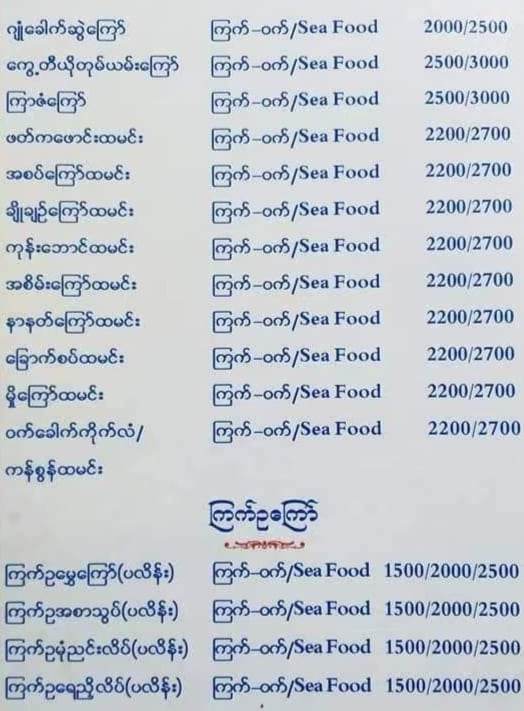 ဂျုံခေါက်ဆွဲကြော် ကြက်-ဝက်/Sea Food 2000/2500
ကွေ့တီယိုတုမ်ယမ်းကြော် ကြက်-ဝက်/Sea Food 2500/3000
ကြာဇံကြော် ကြက်-ဝက်/Sea Food 2500/3000
ဖတ်ကဖောင်းထမင်း ကြက်-ဝက်/Sea Food 2200/2700
အစပ်ကြော်ထမင်း ကြက်-ဝက်/Sea Food 2200/2700
ချိုချဉ်ကြော်ထမင်း ကြက်-ဝက်/Sea Food 2200/2700
ကုန်းဘောင်ထမင်း ကြက်-ဝက်/Sea Food 2200/2700
အစိမ်းကြော်ထမင်း ကြက်-ဝက်/Sea Food 2200/2700
နာနတ်ကြော်ထမင်း ကြက်-ဝက်/Sea Food 2200/2700
ခြောက်စပ်ထမင်း ကြက်-ဝက်/Sea Food 2200/2700
မှိုကြော်ထမင်း ကြက်-ဝက်/Sea Food 2200/2700
ဝက်ခေါက်ကိုက်လံ/ ကြက်-ဝက်/Sea Food 2200/2700
ကန်စွန်ထမင်း
ကြက်ဥကြော်
ကြက်ဥမွှေကြော်(ပလိန်း) ကြက်-ဝက်/Sea Food 1500/2000/2500
ကြက်ဥအစာသွပ်(ပလိန်း) ကြက်-ဝက်/Sea Food 1500/2000/2500
ကြက်ဥမုံညင်းလိပ်(ပလိန်း) ကြက်-ဝက်/Sea Food 1500/2000/2500
ကြက်ဥရေညှိလိပ်(ပလိန်း) ကြက်-ဝက်/Sea Food 1500/2000/2500